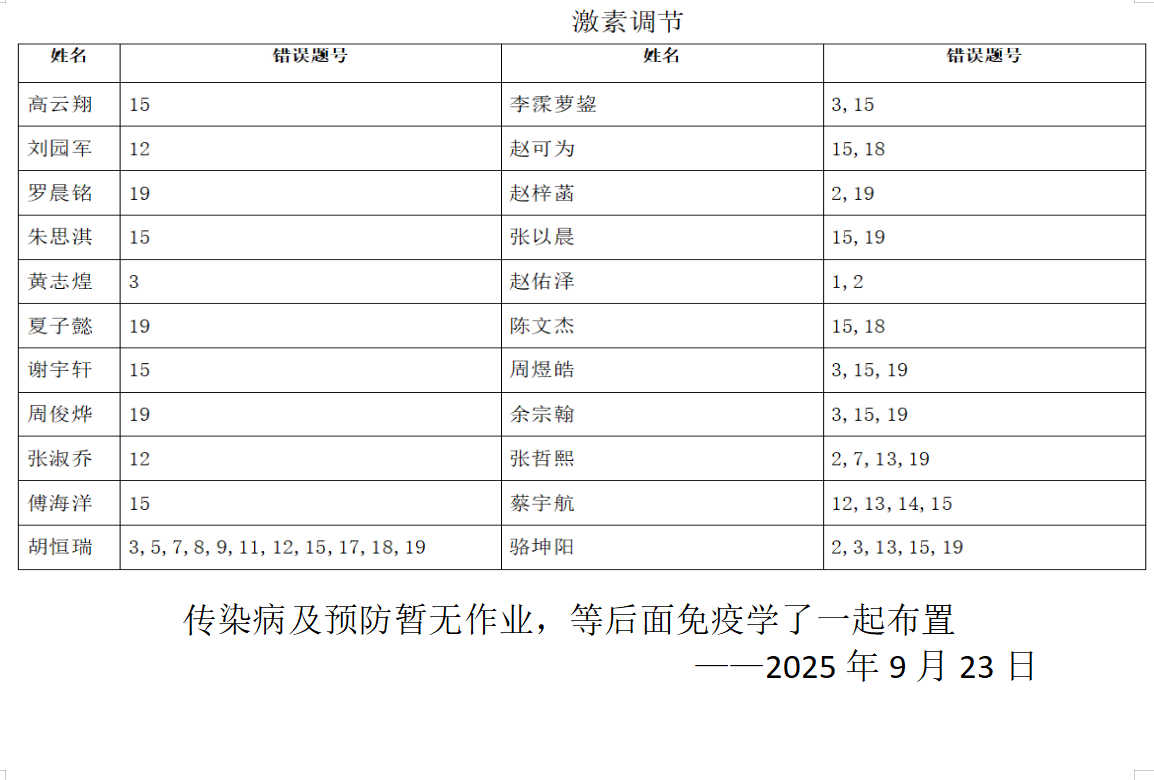 激素调节
姓名 错误题号 姓名 错误题号
高云翔 15 李霂萝鋆 3,15
刘园军 12 赵可为 15,18
罗晨铭 19 赵梓菡 2,19
朱思淇 15 张以晨 15,19
黄志煌 3 赵佑泽 1,2
夏子懿 19 陈文杰 15,18
谢宇轩 15 周煜皓 3,15,19
周俊烨 19 余宗翰 3,15,19
张淑乔 12 张哲熙 2,7,13,19
傅海洋 15 蔡宇航 12,13,14,15
胡恒瑞 3,5,7,8,9,11,12,15,17,18,19 骆坤阳 2,3,13,15,19
传染病及预防暂无作业，等后面免疫学了一起布置
——2025 年 9 月 23 日